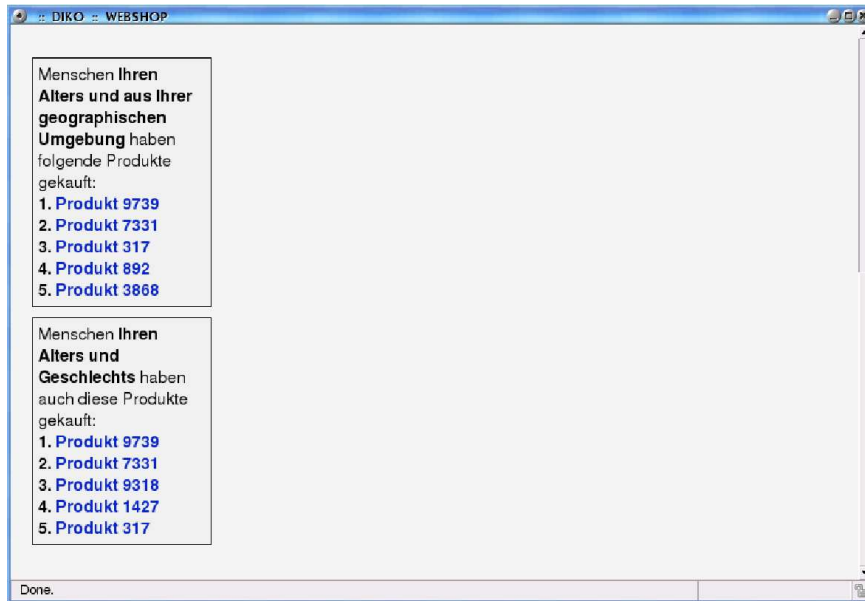 :: DIKO :: WEBSHOP
Menschen Ihren
Alters und aus Ihrer
geographischen
Umgebung haben
folgende Produkte
gekauft:
1. Produkt 9739
2. Produkt 7331
3. Produkt 317
4. Produkt 892
5. Produkt 3868
Menschen Ihren
Alters und
Geschlechts haben
auch diese Produkte
gekauft:
1. Produkt 9739
2. Produkt 7331
3. Produkt 9318
4. Produkt 1427
5. Produkt 317
Done.